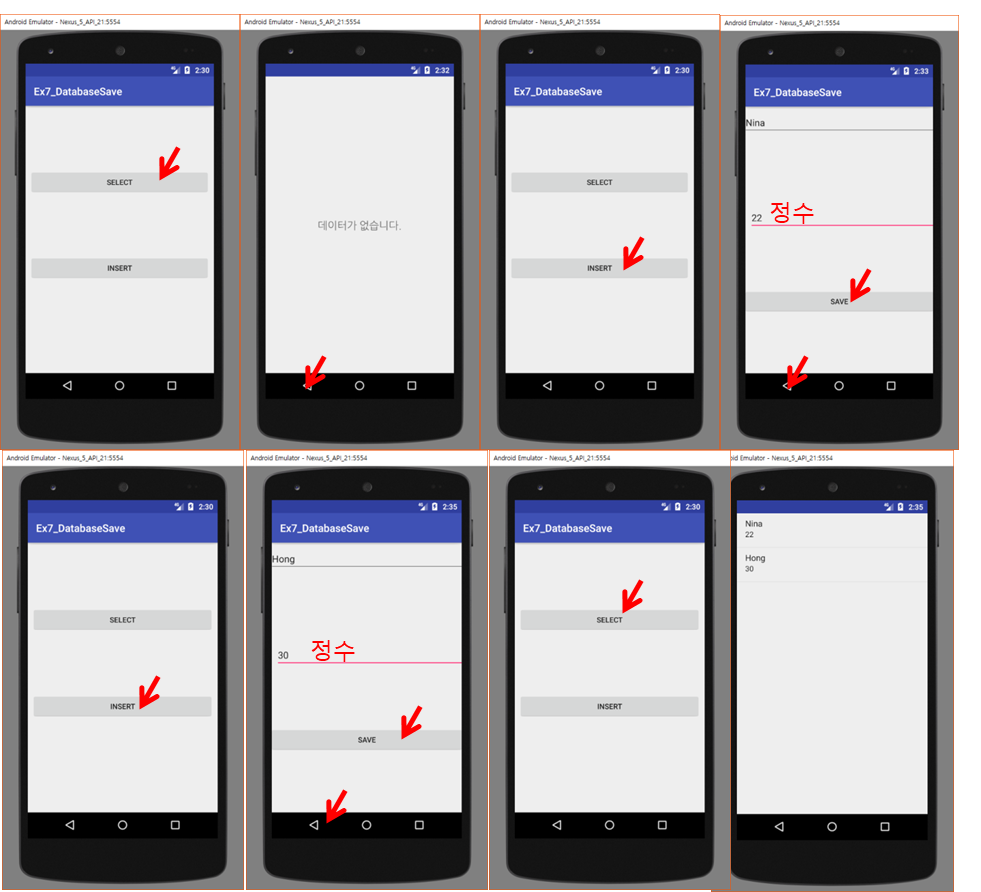 Android Emulator - Nexus_5_API_21:5554
2:30
Ex7_DatabaseSave
SELECT
INSERT
Android Emulator - Nexus_5_API_21:5554
2:32
데이터가 없습니다.
Android Emulator - Nexus_5_API_21:5554
2:30
Ex7_DatabaseSave
SELECT
INSERT
Android Emulator - Nexus_5_API_21:5554
2:33
Ex7_DatabaseSave
Nina
22 정수
SAVE
Android Emulator - Nexus_5_API_21:5554
2:30
Ex7_DatabaseSave
SELECT
INSERT
Android Emulator - Nexus_5_API_21:5554
2:35
Ex7_DatabaseSave
Hong
30 정수
SAVE
Android Emulator - Nexus_5_API_21:5554
2:30
Ex7_DatabaseSave
SELECT
INSERT
id Emulator - Nexus_5_API_21:5554
2:35
Nina
22
Hong
30